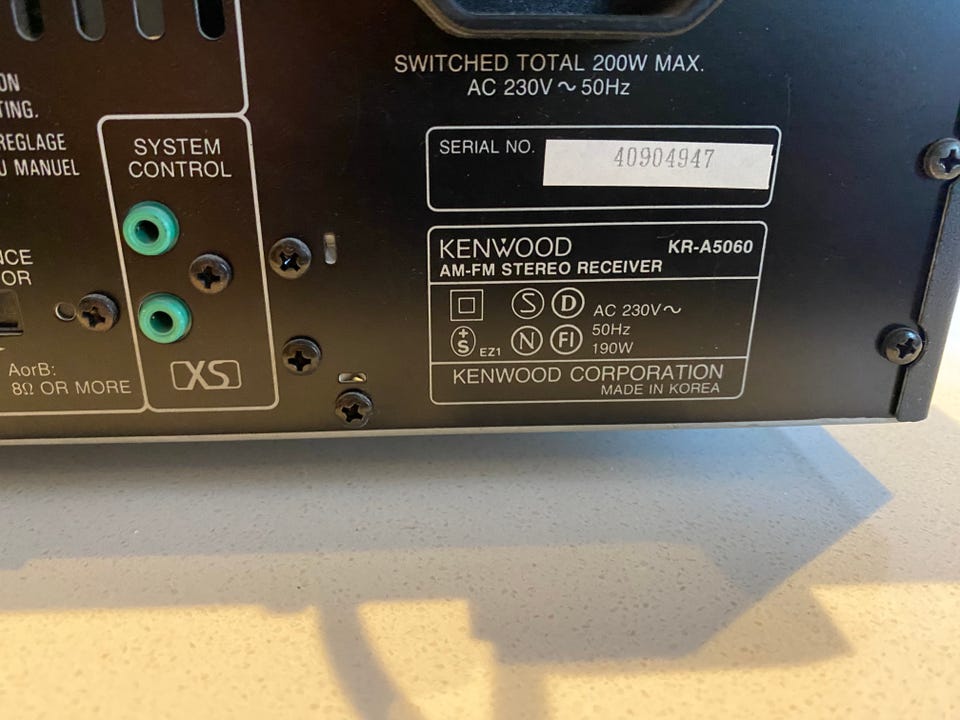 SWITCHED TOTAL 200W MAX.
AC 230V ~ 50Hz
ON
TING.
REGLAGE
U MANUEL
SYSTEM
CONTROL
SERIAL NO. 40904947
KENWOOD KR-A5060
AM-FM STEREO RECEIVER
S D AC 230V ~
50Hz
+S EZ1 N FI 190W
KENWOOD CORPORATION
MADE IN KOREA
NCE
OR
AorB:
8Ω OR MORE
XS